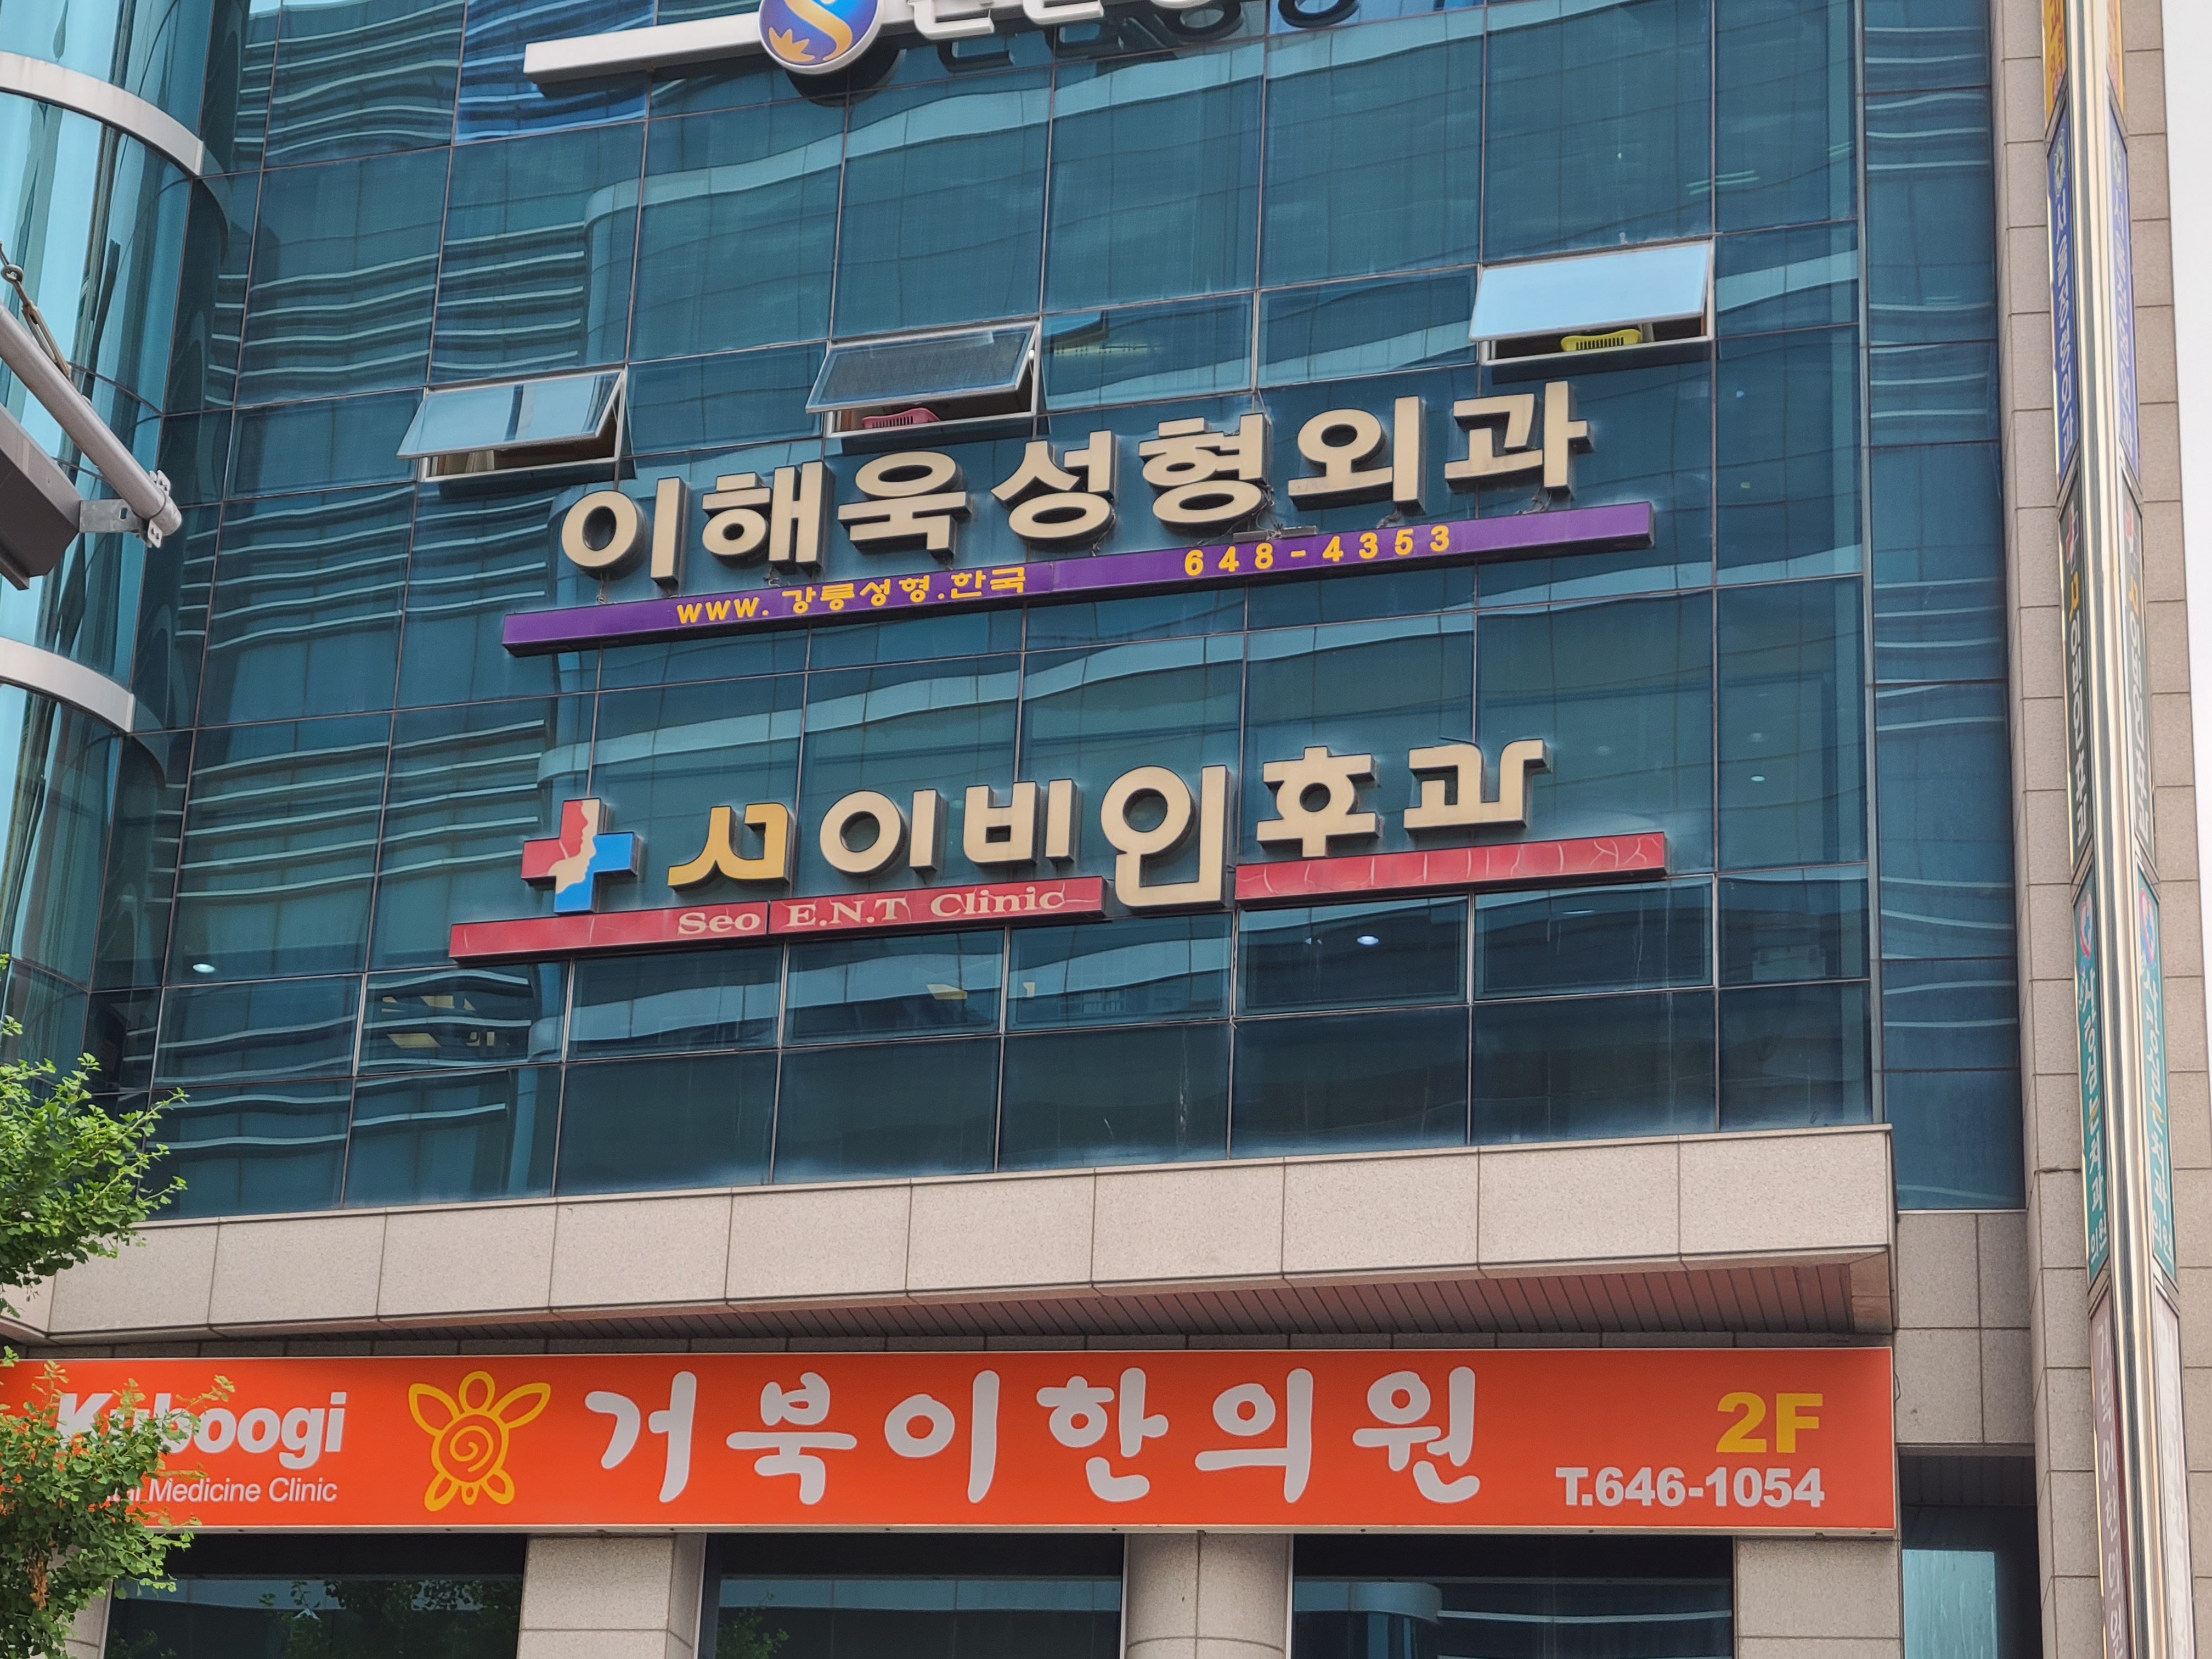 이해욱성형외과
www.강릉성형.한국 648-4353
서이비인후과
Seo E.N.T Clinic
Kuboogi
Medicine Clinic
거북이한의원
2F
T.646-1054